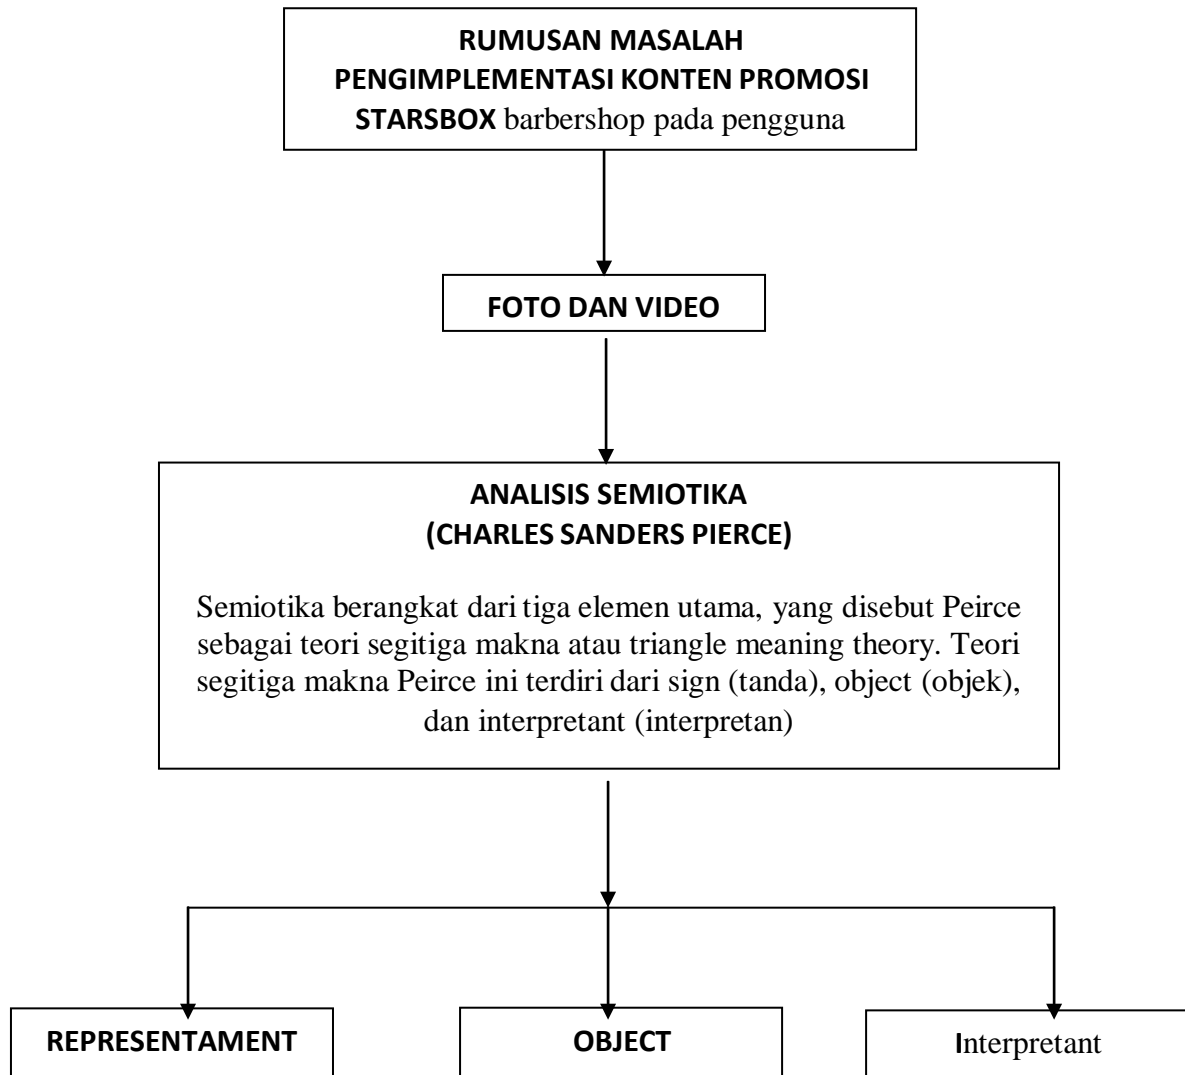 RUMUSAN MASALAH
PENGIMPLEMENTASI KONTEN PROMOSI
STARSBOX barbershop pada pengguna
FOTO DAN VIDEO
ANALISIS SEMIOTIKA
(CHARLES SANDERS PIERCE)
Semiotika berangkat dari tiga elemen utama, yang disebut Peirce
sebagai teori segitiga makna atau triangle meaning theory. Teori
segitiga makna Peirce ini terdiri dari sign (tanda), object (objek),
dan interpretant (interpretan)
REPRESENTAMENT
OBJECT
Interpretant